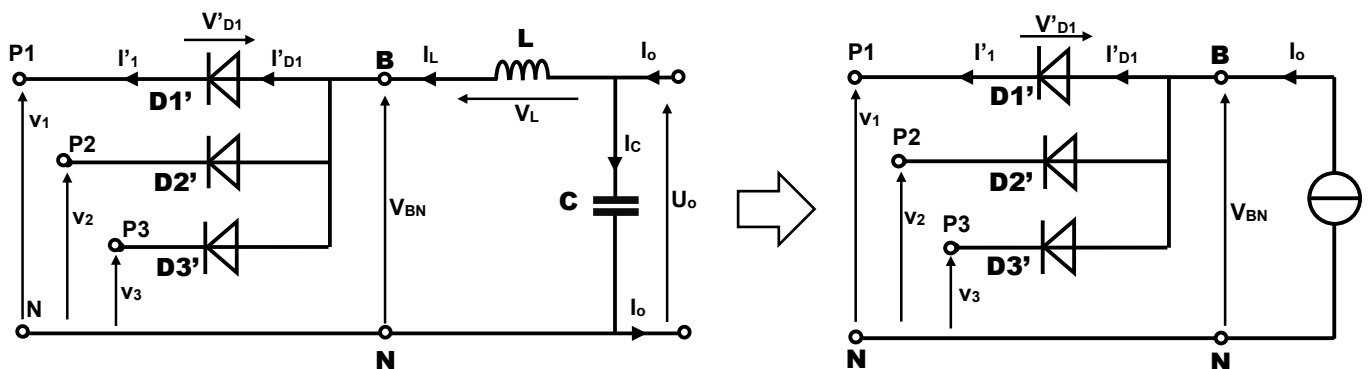 V'D1
P1
I'1
I'D1
B
IL
L
Io
D1'
v1
VL
P2
IC
D2'
v2
VBN
C
Uo
P3
D3'
v3
N
Io
N
V'D1
P1
I'1
I'D1
B
Io
D1'
v1
P2
D2'
v2
VBN
P3
D3'
v3
N
N